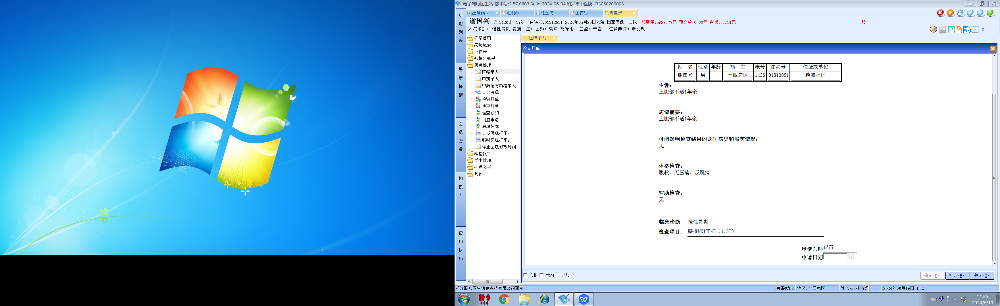 电子病历医生站 版本号:2.57.0603 Build:2024-06-04 绍兴市中医院H33060200008
出院病人 毛利琴 任金海 王杏珍 谢国兴
谢国兴 男 1436床 57岁 住院号:01813881 2024年05月20日入院 国家医保 居民 总费用:6929.79元 预交款:0.00元 余额: 3.14元 一般
入院诊断: 慢性胃炎 ,胃痛 主治医师: 杨锋 杨锋组 血型: 未查 过敏药物: 未发现
CP
功能列表
警示提醒
医嘱套餐
知识库
使用技巧
病案首页
病历记录
评估表
知情告知书
医嘱处理
医嘱录入
中药录入
中药配方颗粒录入
会诊医嘱
检验开单
检查开单
检查预约
用血申请
病理标本
长期医嘱打印2
临时医嘱打印2
停止医嘱修改时间
辅检报告
手术管理
护理文书
其他
医嘱录入
检查开单
姓 名 性别 年龄 病 室 床号 住院号 住址或单位
谢国兴 男 十四病区 1436 01813881 镜海社区
主诉:
上腹部不适1年余
病情摘要:
上腹部不适1年余
可能影响检查结果的既往病史和服药情况:
无
体格检查:
腹软，无压痛、反跳痛
辅助检查:
无
临床诊断 慢性胃炎
检查项目: 腰椎MRI平扫（1.5T）
申请医师 祝笛
申请日期 ..
心脏 术前 小儿科
确定(E) 打印(P) 关闭(C)
浙江联众卫生信息科技有限公司研制 黄奉献D3 病区:十四病区 输入法:拼音码 2024年06月19日 14点
14:36
2024/6/19